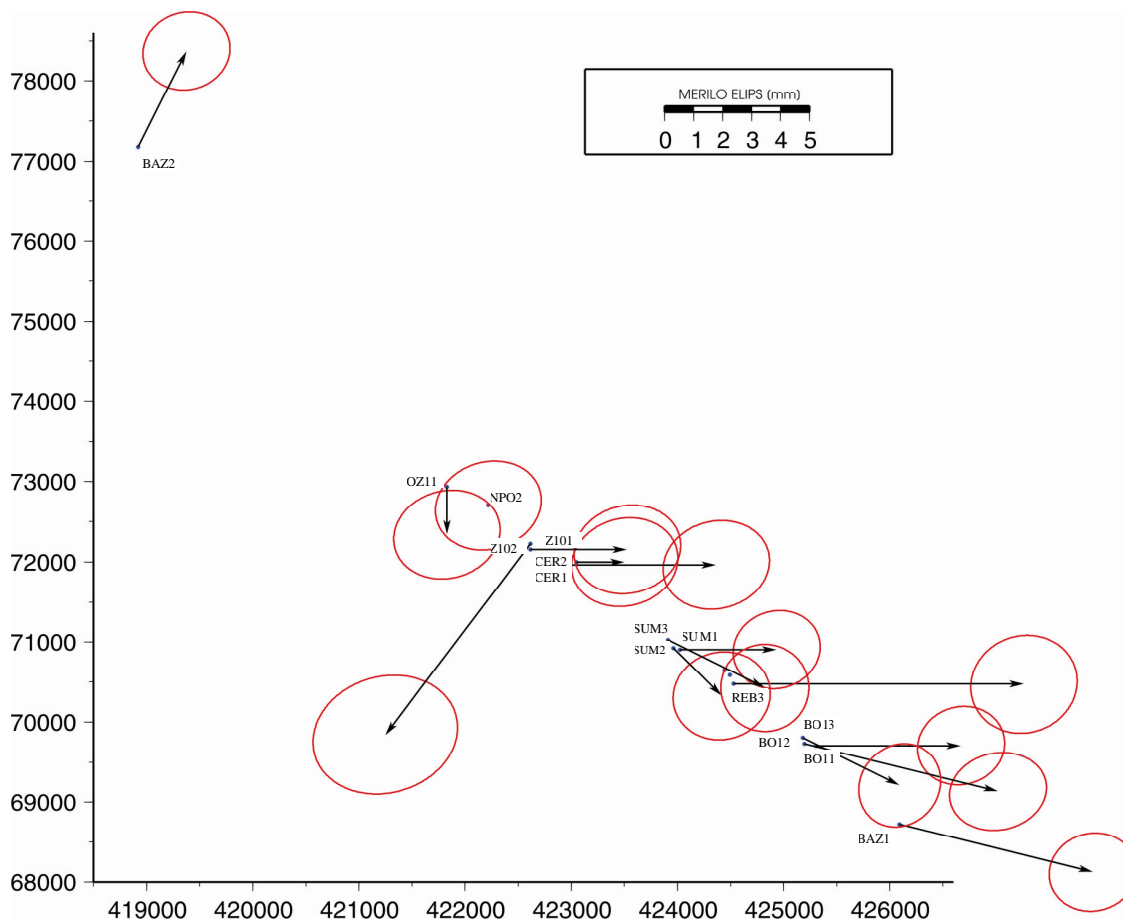 78000
MERILO ELIPS (mm)
0 1 2 3 4 5
77000
BAZ2
76000
75000
74000
73000
OZ11
NPO2
Z102
Z101
72000
CER2
CER1
71000
SUM3
SUM1
SUM2
REB3
70000
BO13
BO12
BO11
69000
BAZ1
68000
419000 420000 421000 422000 423000 424000 425000 426000